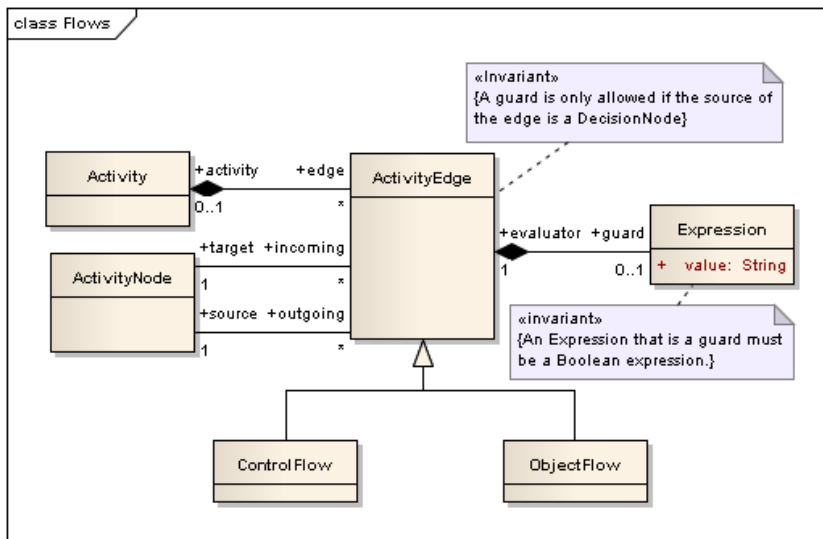 class Flows
«Invariant»
{A guard is only allowed if the source of
the edge is a DecisionNode}
Activity
+activity
+edge
0..1
*
ActivityEdge
+evaluator
+guard
1
0..1
Expression
+ value: String
ActivityNode
+target
+incoming
1
*
+source
+outgoing
1
*
«invariant»
{An Expression that is a guard must
be a Boolean expression.}
ControlFlow
ObjectFlow